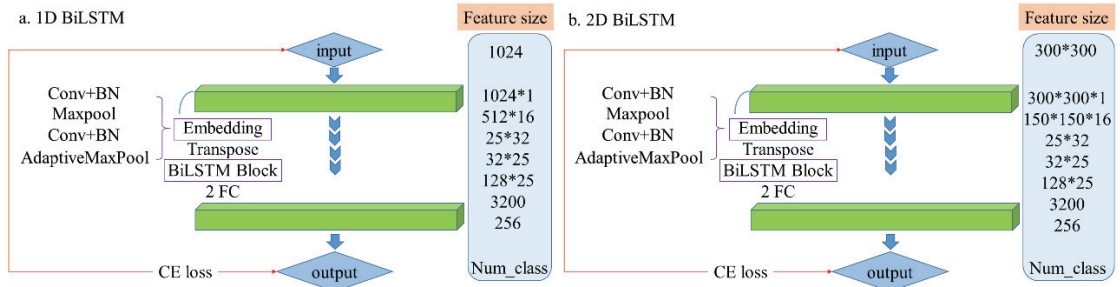 a. 1D BiLSTM
Feature size
input
1024
Conv+BN
Maxpool
Conv+BN
AdaptiveMaxPool
Embedding
Transpose
BiLSTM Block
2 FC
1024*1
512*16
25*32
32*25
128*25
3200
256
CE loss
output
Num_class
b. 2D BiLSTM
Feature size
input
300*300
Conv+BN
Maxpool
Conv+BN
AdaptiveMaxPool
Embedding
Transpose
BiLSTM Block
2 FC
300*300*1
150*150*16
25*32
32*25
128*25
3200
256
CE loss
output
Num_class